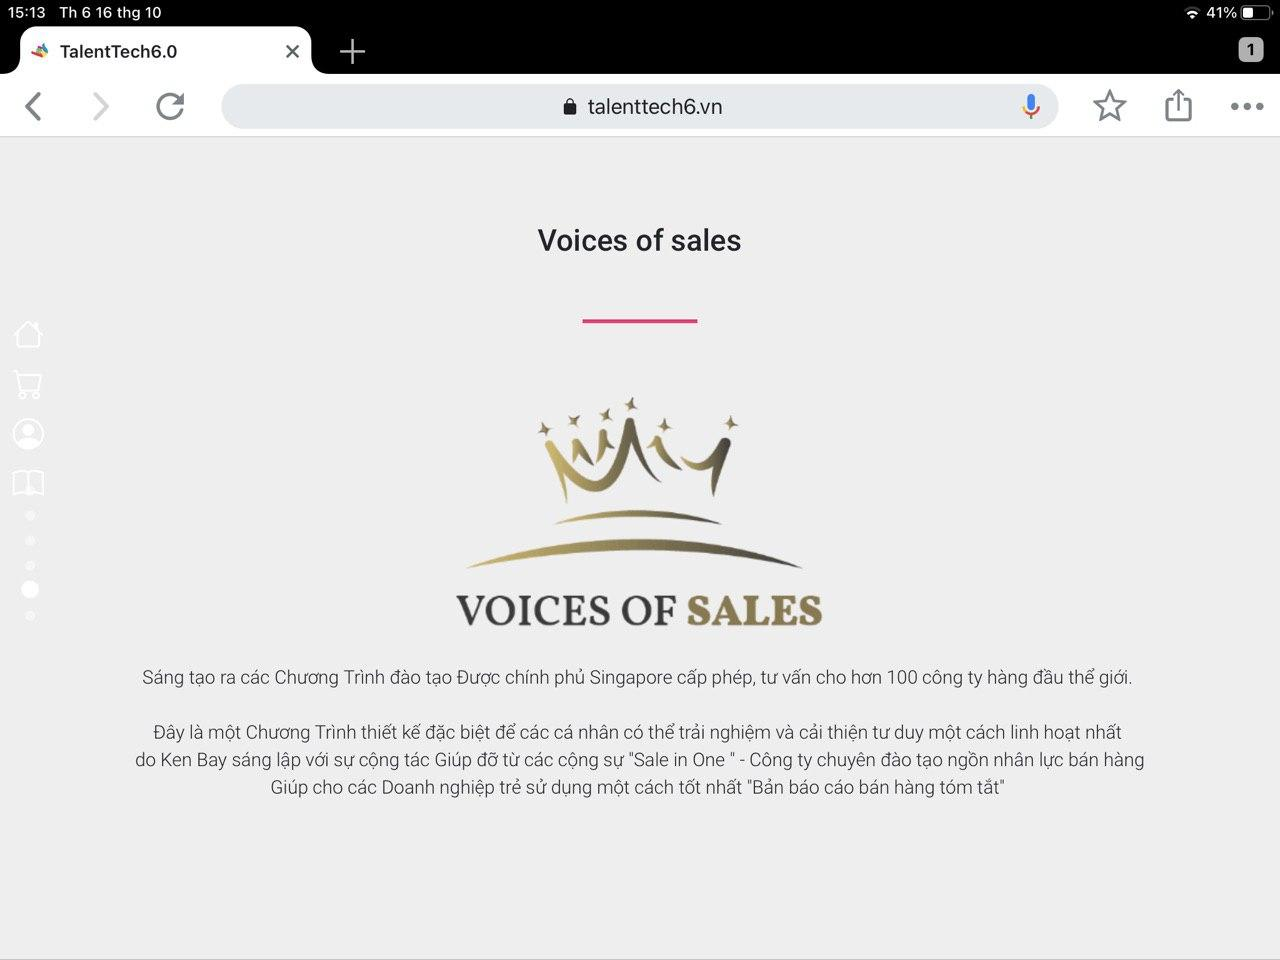 15:13 Th 6 16 thg 10
41%
TalentTech6.0
1
talenttech6.vn
Voices of sales
VOICES OF SALES
Sáng tạo ra các Chương Trình đào tạo Được chính phủ Singapore cấp phép, tư vấn cho hơn 100 công ty hàng đầu thế giới.
Đây là một Chương Trình thiết kế đặc biệt để các cá nhân có thể trải nghiệm và cải thiện tư duy một cách linh hoạt nhất
do Ken Bay sáng lập với sự cộng tác Giúp đỡ từ các cộng sự "Sale in One " - Công ty chuyên đào tạo ngồn nhân lực bán hàng
Giúp cho các Doanh nghiệp trẻ sử dụng một cách tốt nhất "Bản báo cáo bán hàng tóm tắt"